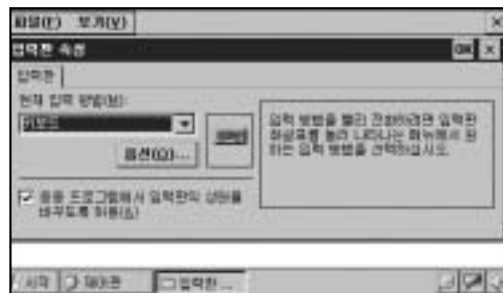 파일(F) 보기(V)
입력판 속성
OK
입력판
현재 입력 방법(M):
키보드
옵션(O)...
입력 방법을 빨리 전환하려면 입력판
화살표를 눌러 나타나는 메뉴에서 원
하는 입력 방법을 선택하십시오.
응용 프로그램에서 입력판의 상태를
바꾸도록 허용(A)
시작
제어판
입력판...